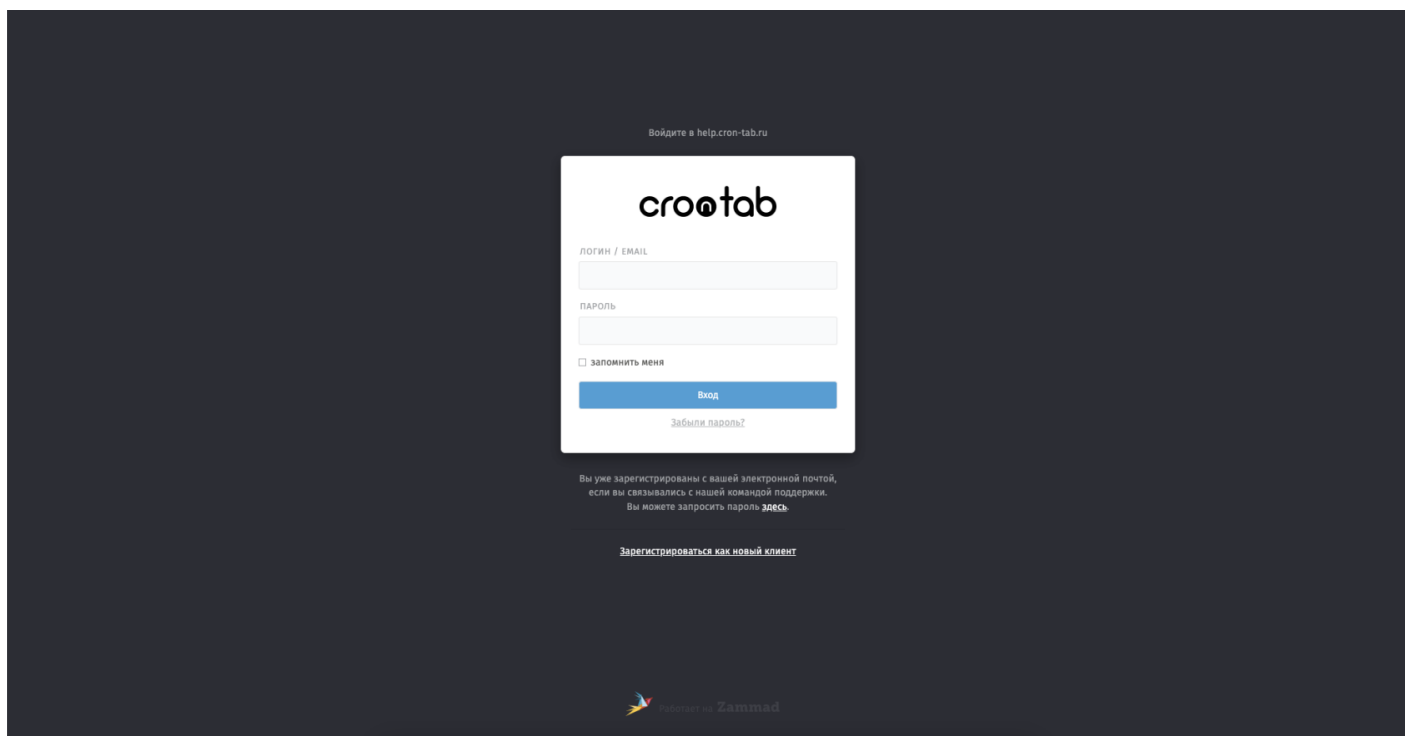 Войдите в help.cron-tab.ru
crontab
ЛОГИН / EMAIL
ПАРОЛЬ
запомнить меня
Вход
Забыли пароль?
Вы уже зарегистрированы с вашей электронной почтой,
если вы связывались с нашей командой поддержки.
Вы можете запросить пароль здесь.
Зарегистрироваться как новый клиент
Работает на Zammad